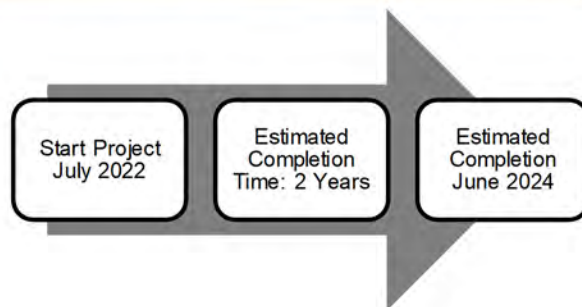 Start Project
July 2022
Estimated
Completion
Time: 2 Years
Estimated
Completion
June 2024